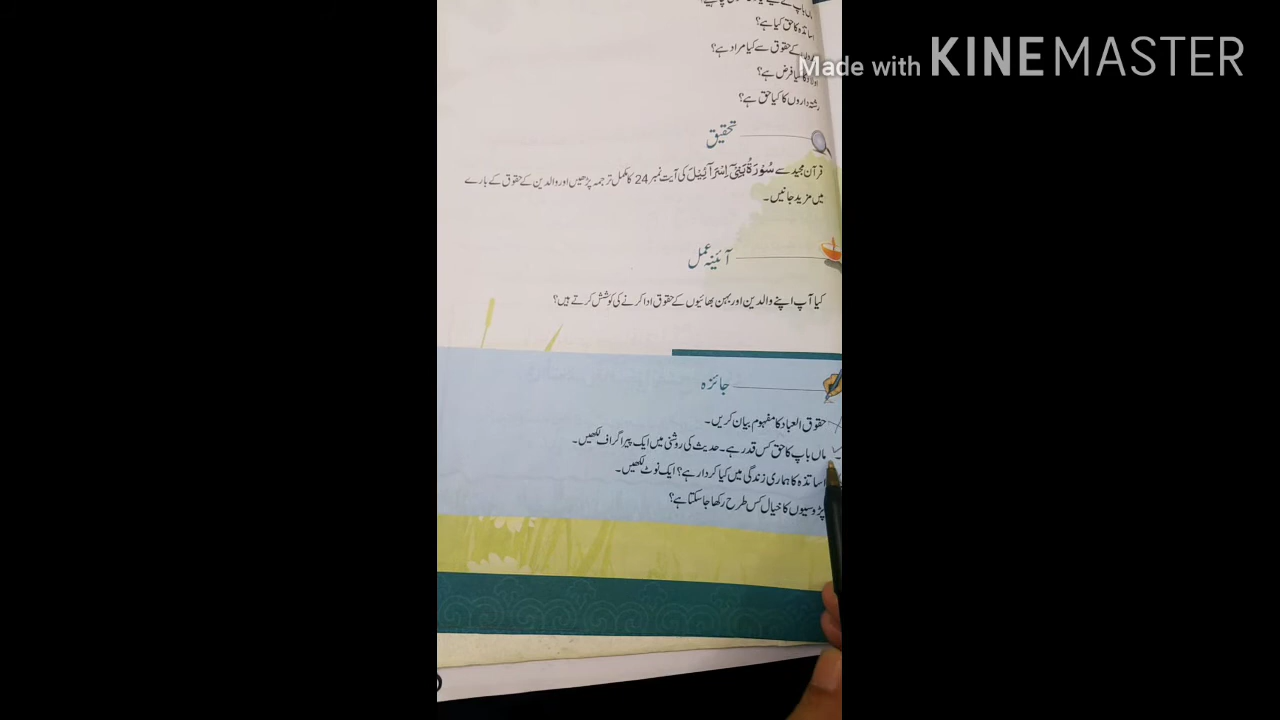 اساتذہ کا حق کیا ہے؟
کے حقوق سے کیا مراد ہے؟
کیا فرض ہے؟
رشتہ داروں کا کیا حق ہے؟
Made with KINEMASTER
تحقیق
قرآن مجید سے سُوْرَةُ بَنِیْٓ اِسْرَآئِیْلَ کی آیت نمبر 24 کا مکمل ترجمہ پڑھیں اور والدین کے حقوق کے بارے
میں مزید جانیں۔
آئینہ عمل
کیا آپ اپنے والدین اور بہن بھائیوں کے حقوق ادا کرنے کی کوشش کرتے ہیں؟
جائزہ
حقوق العباد کا مفہوم بیان کریں۔
ماں باپ کا حق کس قدر ہے۔ حدیث کی روشنی میں ایک پیراگراف لکھیں۔
اساتذہ کا ہماری زندگی میں کیا کردار ہے؟ ایک نوٹ لکھیں۔
پڑوسیوں کا خیال کس طرح رکھا جا سکتا ہے؟